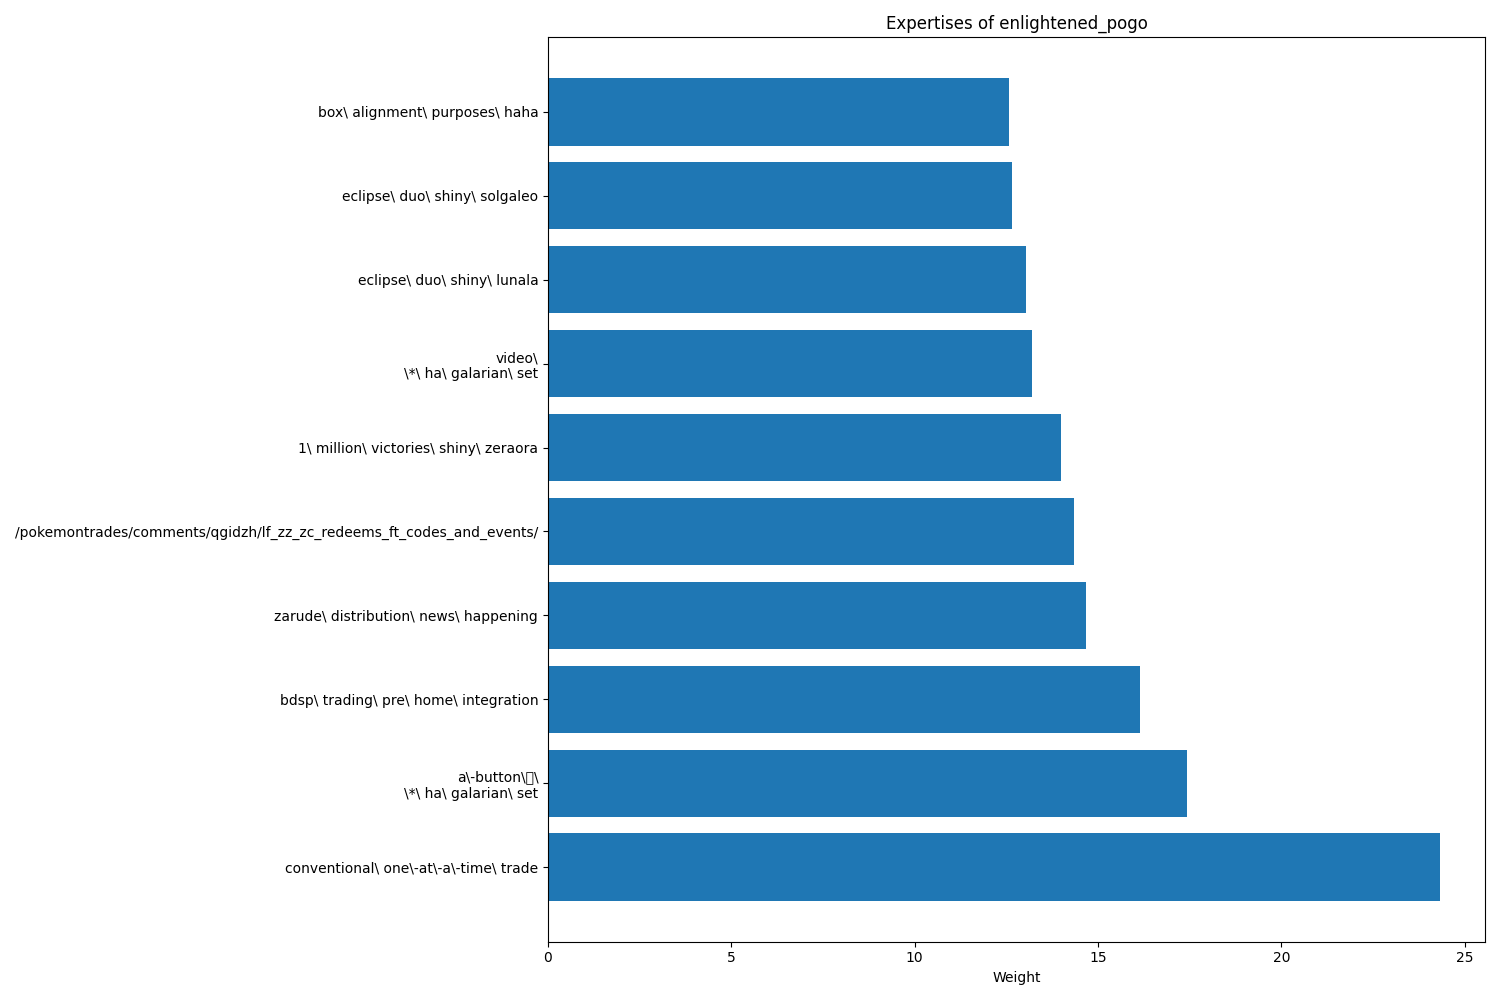 Expertises of enlightened_pogo
box\ alignment\ purposes\ haha
eclipse\ duo\ shiny\ solgaleo
eclipse\ duo\ shiny\ lunala
video\
\*\ ha\ galarian\ set
1\ million\ victories\ shiny\ zeraora
/pokemontrades/comments/qgidzh/lf_zz_zc_redeems_ft_codes_and_events/
zarude\ distribution\ news\ happening
bdsp\ trading\ pre\ home\ integration
a\-button\▯\
\*\ ha\ galarian\ set
conventional\ one\-at\-a\-time\ trade
0 5 10 15 20 25
Weight